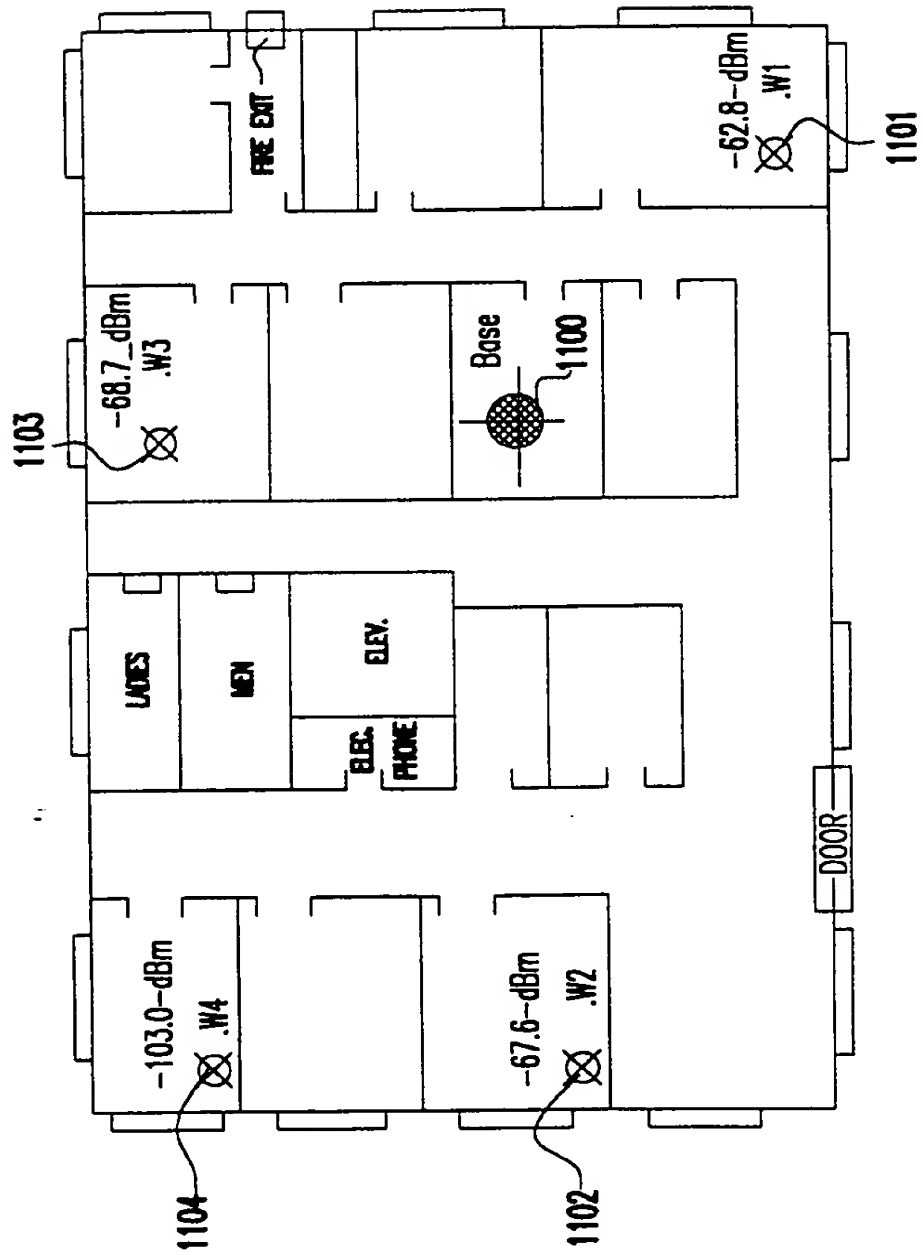 1103
-68.7_dBm
.W3
LADIES
-103.0-dBm
.W4
1104
MEN
FIRE EXIT
ELEC.
ELEV.
PHONE
Base
1100
-67.6-dBm
.W2
1102
-62.8-dBm
.W1
DOOR
1101